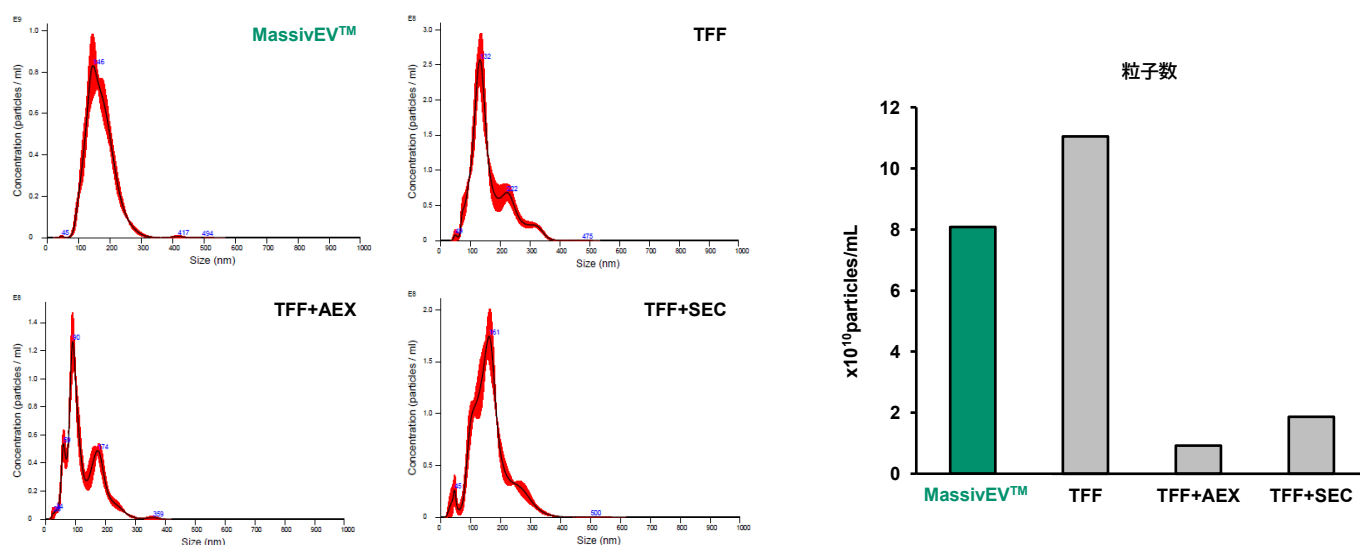 E9
MassivEV™
Concentration (particles / ml)
1.0
0.8
0.6
0.4
0.2
0
45
417
494
0 100 200 300 400 500 600 700 800 900 1000
Size (nm)
E8
TFF
Concentration (particles / ml)
3.0
2.5
2.0
1.5
1.0
0.5
0
132
222
475
0 100 200 300 400 500 600 700 800 900 1000
Size (nm)
E8
TFF+AEX
Concentration (particles / ml)
1.4
1.2
1.0
0.8
0.6
0.4
0.2
0
90
174
359
0 100 200 300 400 500 600 700 800 900 1000
Size (nm)
E8
TFF+SEC
Concentration (particles / ml)
2.0
1.5
1.0
0.5
0
161
500
0 100 200 300 400 500 600 700 800 900 1000
Size (nm)
粒子数
x10¹⁰particles/mL
12
10
8
6
4
2
0
MassivEV™ TFF TFF+AEX TFF+SEC